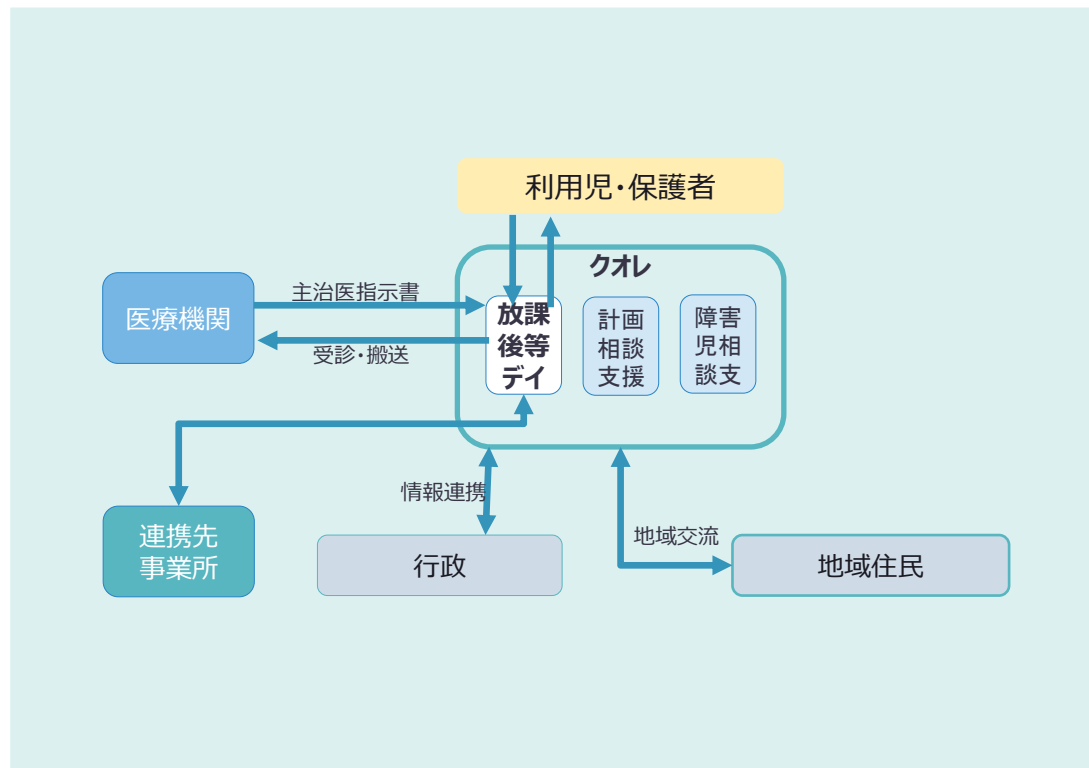 利用児・保護者
クオレ
医療機関
主治医指示書
受診・搬送
放課
後等
デイ
計画
相談
支援
障害
児相
談支
情報連携
地域交流
連携先
事業所
行政
地域住民